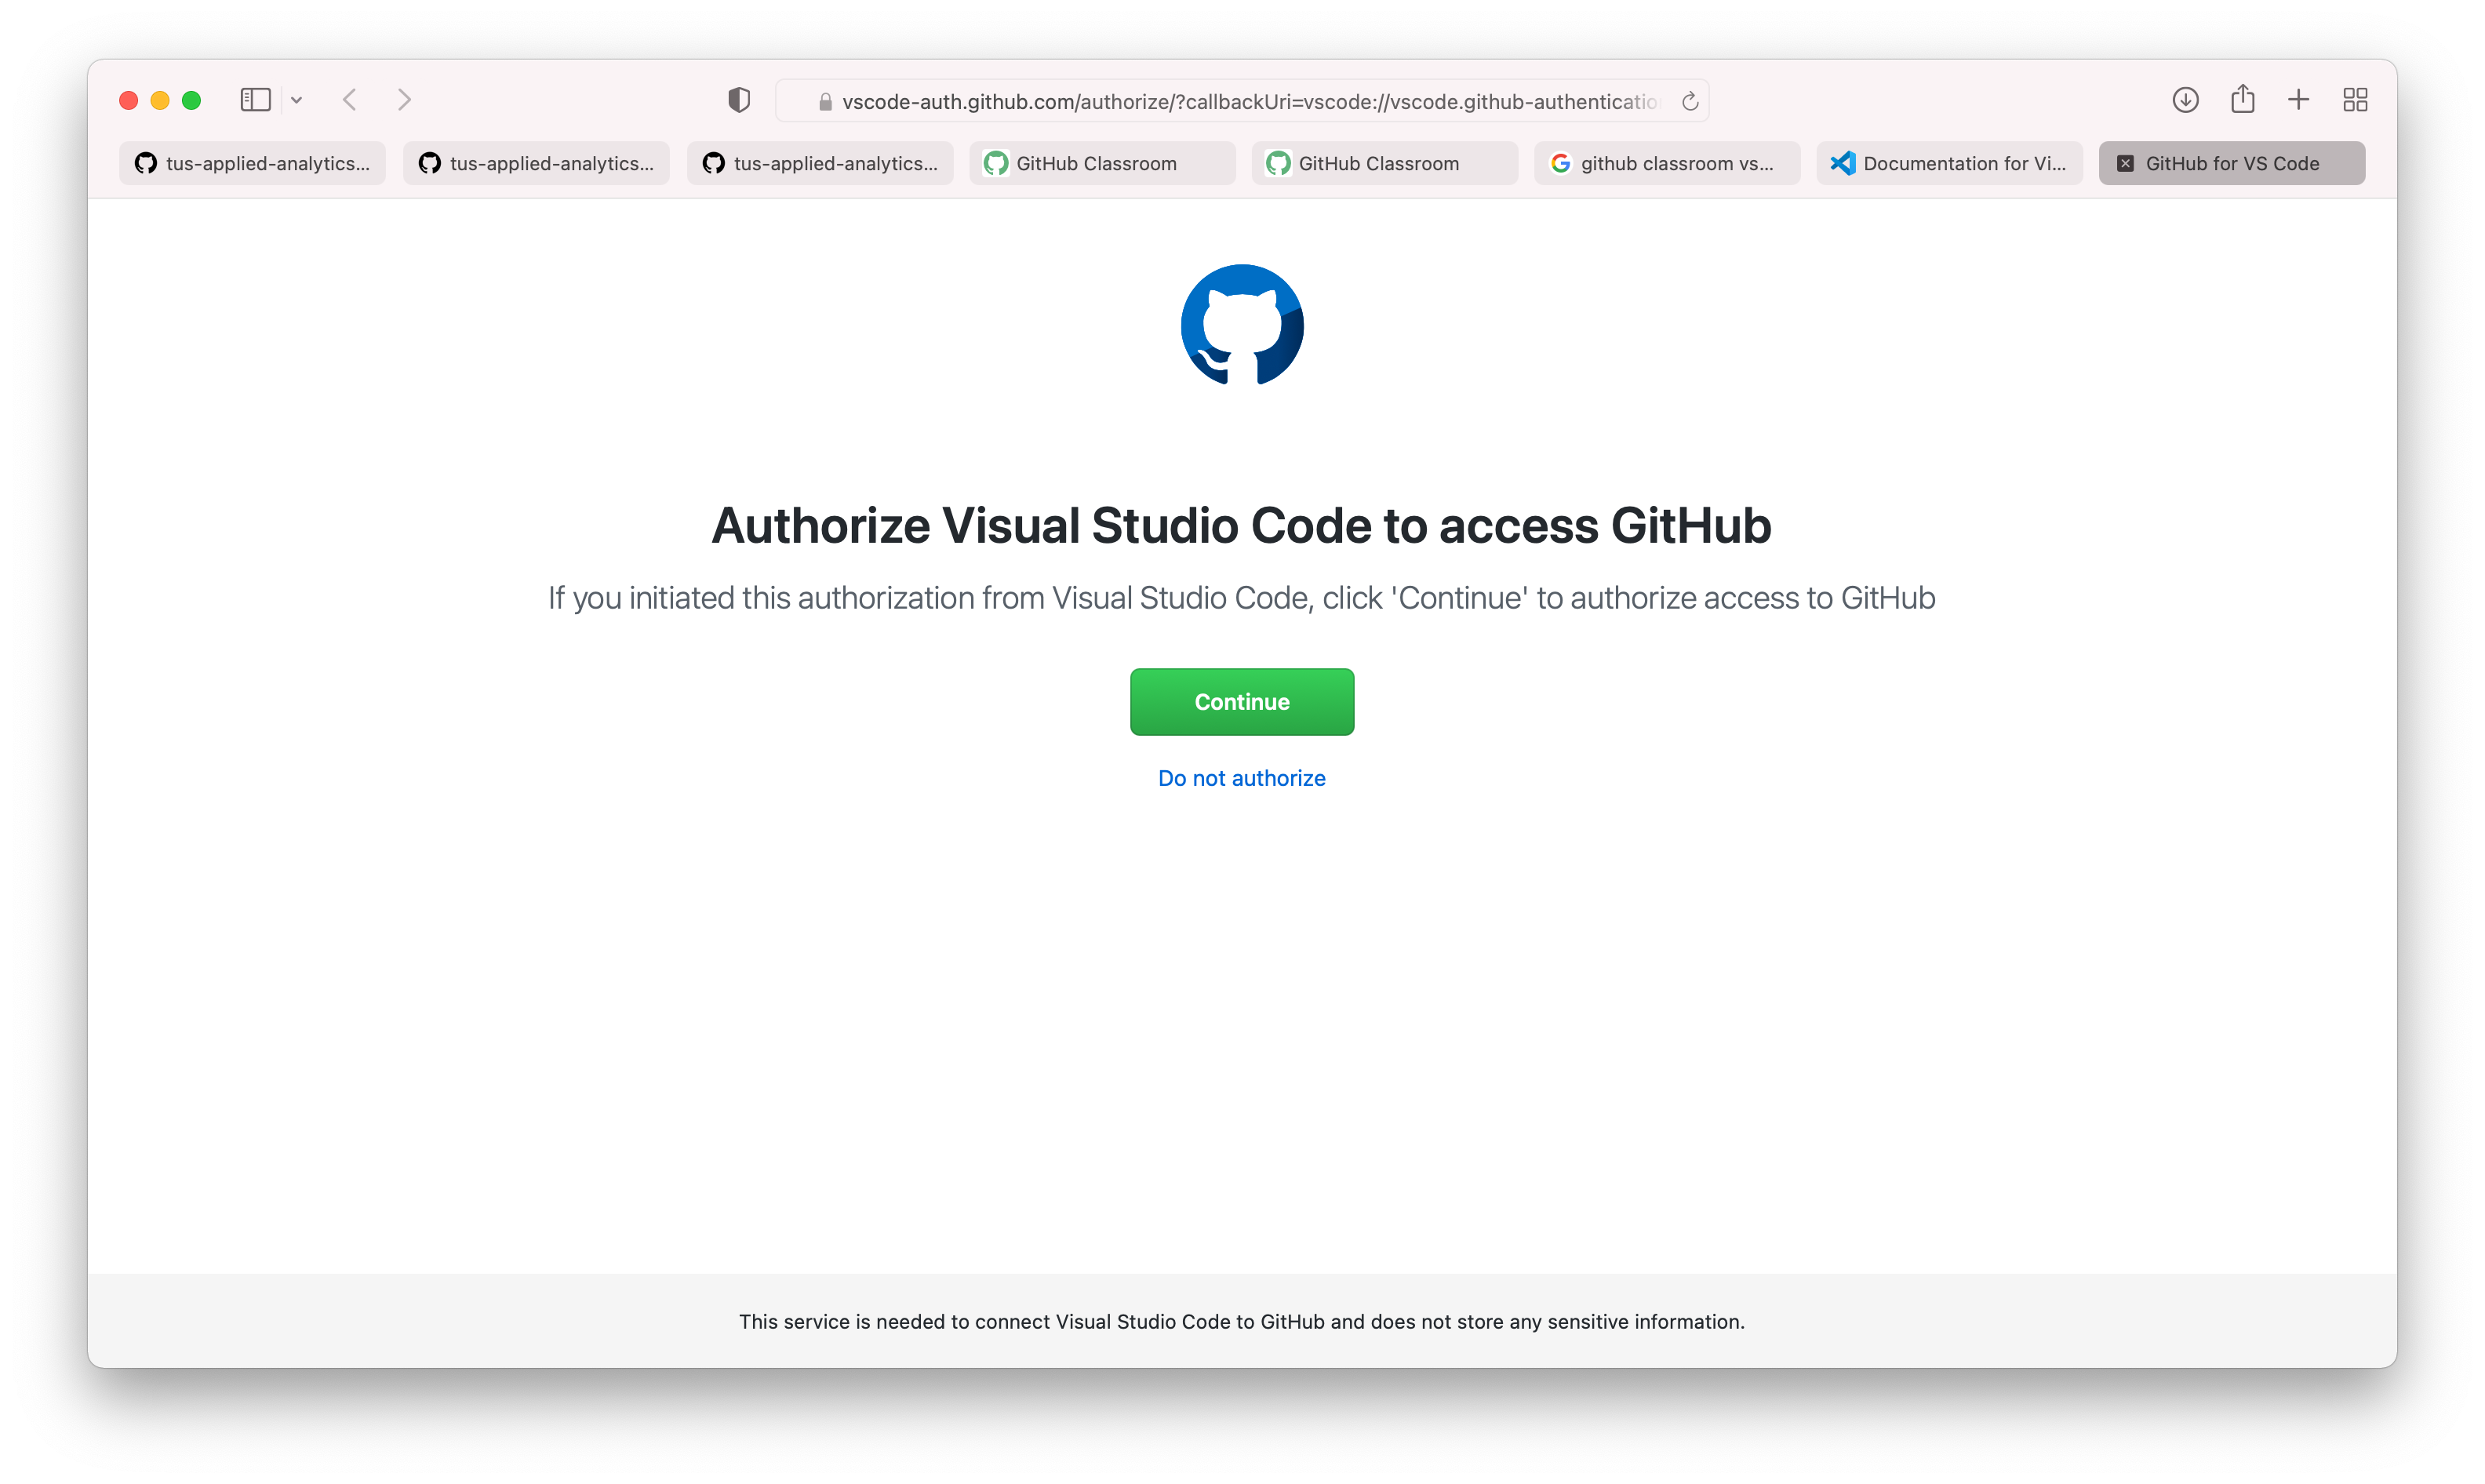 vscode-auth.github.com/authorize/?callbackUri=vscode://vscode.github-authenticatio
tus-applied-analytics...
tus-applied-analytics...
tus-applied-analytics...
GitHub Classroom
GitHub Classroom
github classroom vs...
Documentation for Vi...
GitHub for VS Code
Authorize Visual Studio Code to access GitHub
If you initiated this authorization from Visual Studio Code, click 'Continue' to authorize access to GitHub
Continue
Do not authorize
This service is needed to connect Visual Studio Code to GitHub and does not store any sensitive information.